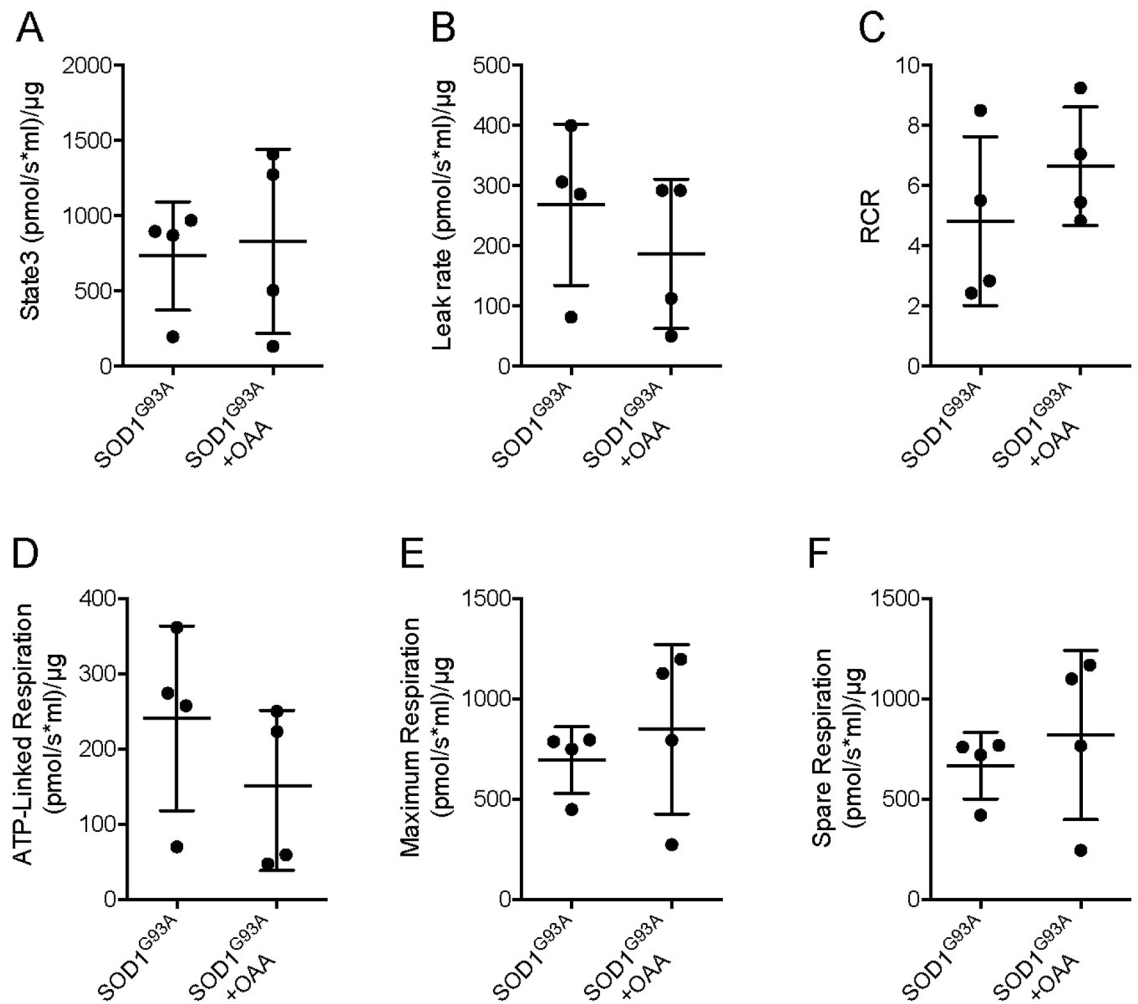 A
State3 (pmol/s*ml)/µg
2000
1500
1000
500
0
SOD1G93A
SOD1G93A
+OAA
B
Leak rate (pmol/s*ml)/µg
500
400
300
200
100
0
SOD1G93A
SOD1G93A
+OAA
C
RCR
10
8
6
4
2
0
SOD1G93A
SOD1G93A
+OAA
D
ATP-Linked Respiration
(pmol/s*ml)/µg
400
300
200
100
0
SOD1G93A
SOD1G93A
+OAA
E
Maximum Respiration
(pmol/s*ml)/µg
1500
1000
500
0
SOD1G93A
SOD1G93A
+OAA
F
Spare Respiration
(pmol/s*ml)/µg
1500
1000
500
0
SOD1G93A
SOD1G93A
+OAA